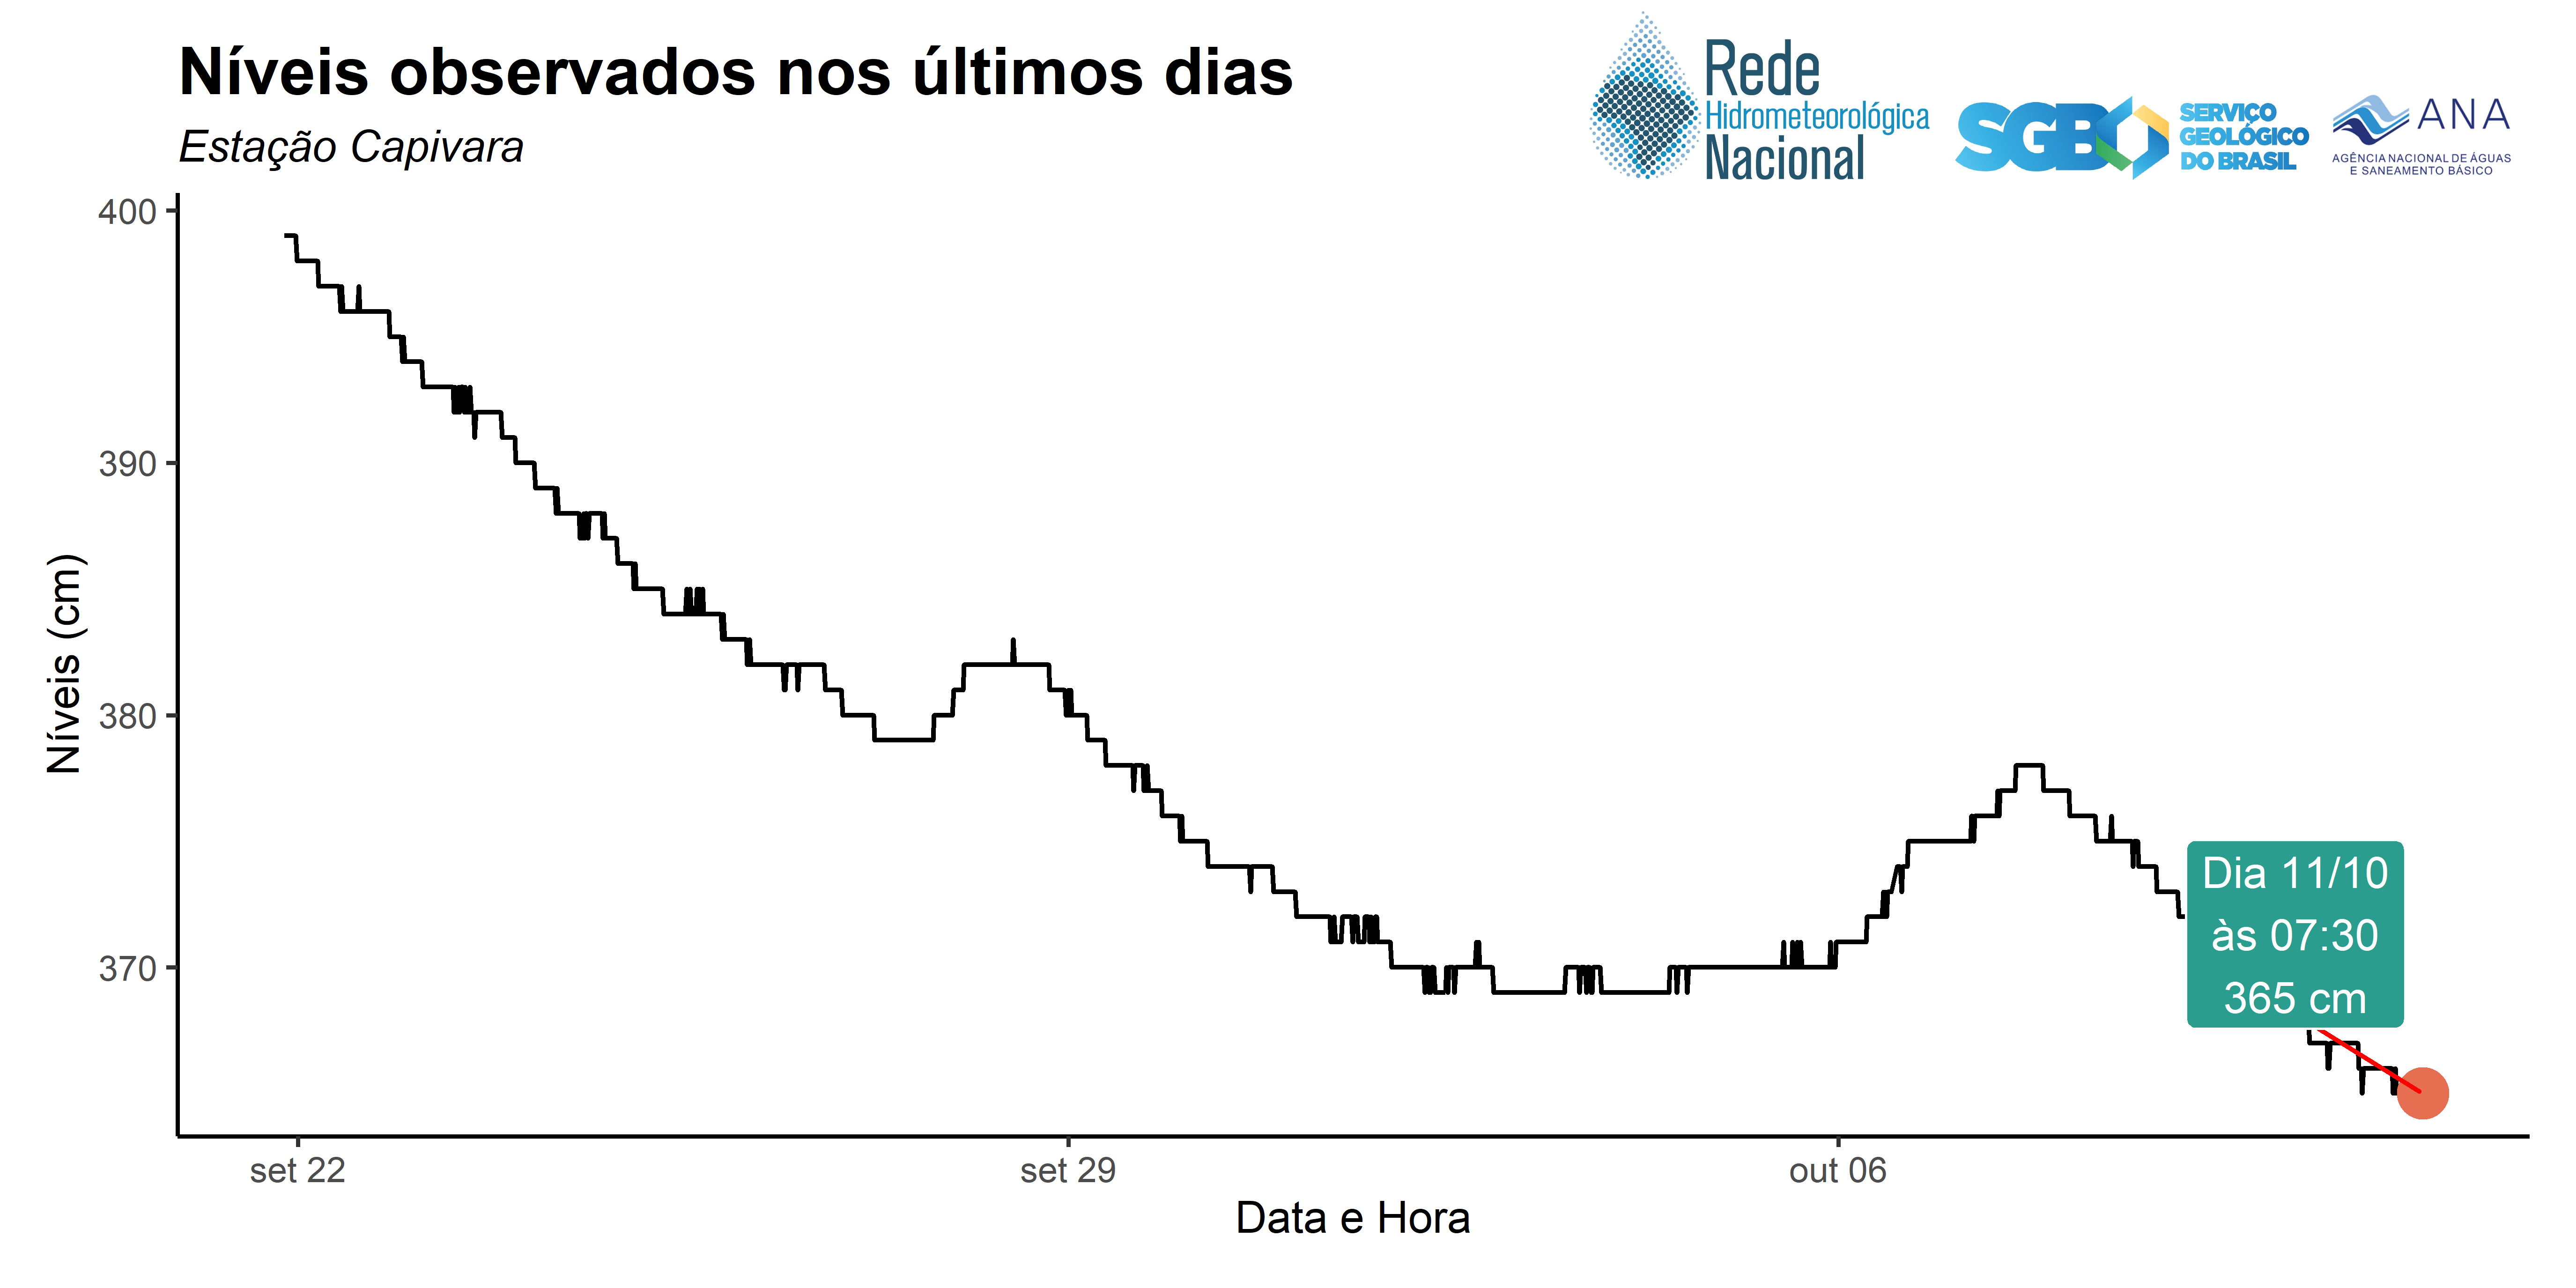 Níveis observados nos últimos dias
Estação Capivara
Rede
Hidrometeorológica
Nacional
SGB
SERVIÇO
GEOLÓGICO
DO BRASIL
ANA
AGÊNCIA NACIONAL DE ÁGUAS
E SANEAMENTO BÁSICO
400
390
380
370
Níveis (cm)
Dia 11/10
às 07:30
365 cm
set 22
set 29
out 06
Data e Hora